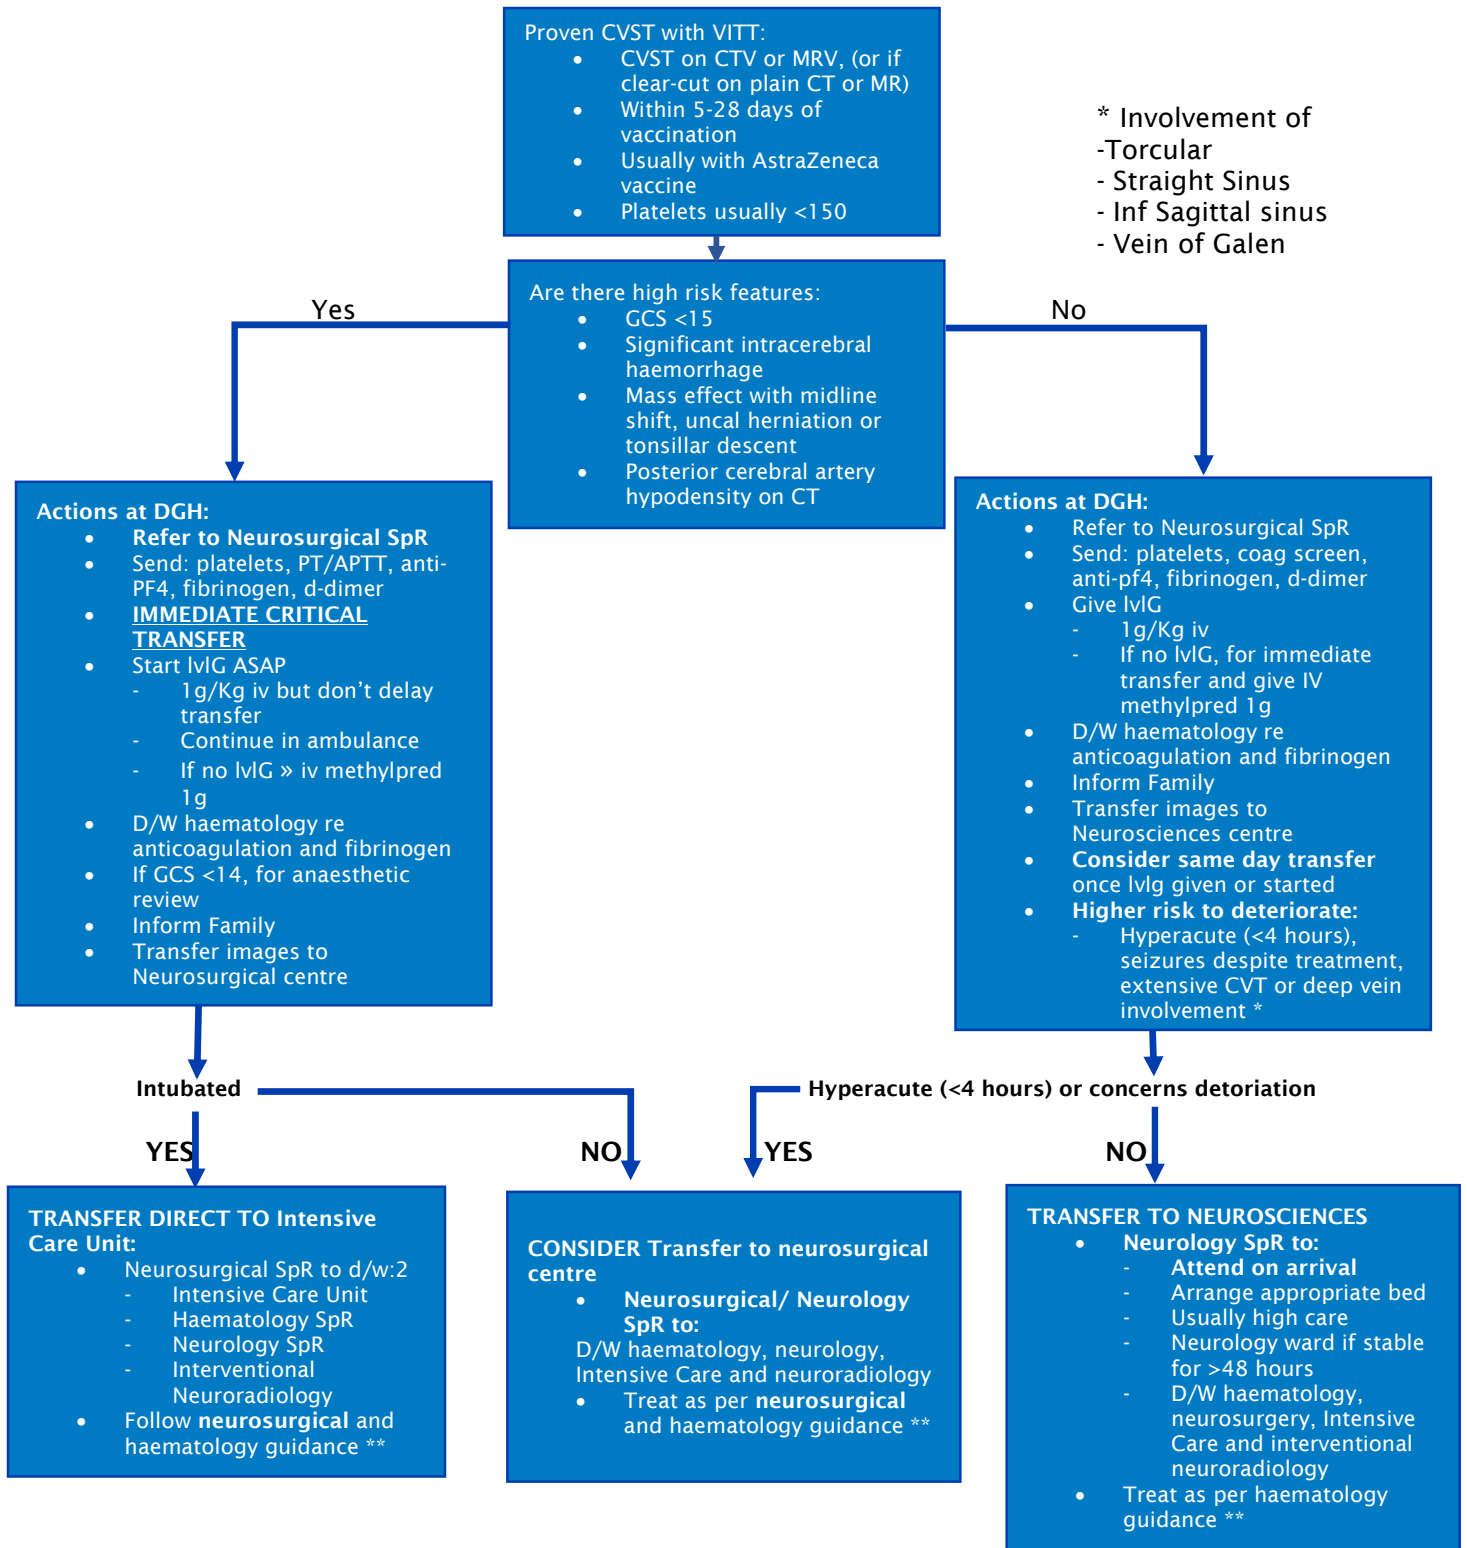 Proven CVST with VITT:
• CVST on CTV or MRV, (or if
clear-cut on plain CT or MR)
• Within 5-28 days of
vaccination
• Usually with AstraZeneca
vaccine
• Platelets usually <150
* Involvement of
-Torcular
- Straight Sinus
- Inf Sagittal sinus
- Vein of Galen
Are there high risk features:
• GCS <15
• Significant intracerebral
haemorrhage
• Mass effect with midline
shift, uncal herniation or
tonsillar descent
• Posterior cerebral artery
hypodensity on CT
Yes
No
Actions at DGH:
• Refer to Neurosurgical SpR
• Send: platelets, PT/APTT, anti-
PF4, fibrinogen, d-dimer
• IMMEDIATE CRITICAL
TRANSFER
• Start IvIG ASAP
- 1g/Kg iv but don’t delay
transfer
- Continue in ambulance
- If no IvIG » iv methylpred
1g
• D/W haematology re
anticoagulation and fibrinogen
• If GCS <14, for anaesthetic
review
• Inform Family
• Transfer images to
Neurosurgical centre
Actions at DGH:
• Refer to Neurosurgical SpR
• Send: platelets, coag screen,
anti-pf4, fibrinogen, d-dimer
• Give IvIG
- 1g/Kg iv
- If no IvIG, for immediate
transfer and give IV
methylpred 1g
• D/W haematology re
anticoagulation and fibrinogen
• Inform Family
• Transfer images to
Neurosciences centre
• Consider same day transfer
once IvIg given or started
• Higher risk to deteriorate:
- Hyperacute (<4 hours),
seizures despite treatment,
extensive CVT or deep vein
involvement *
Intubated
Hyperacute (<4 hours) or concerns detoriation
YES
NO
YES
NO
TRANSFER DIRECT TO Intensive
Care Unit:
• Neurosurgical SpR to d/w:2
- Intensive Care Unit
- Haematology SpR
- Neurology SpR
- Interventional
Neuroradiology
• Follow neurosurgical and
haematology guidance **
CONSIDER Transfer to neurosurgical
centre
• Neurosurgical/ Neurology
SpR to:
D/W haematology, neurology,
Intensive Care and neuroradiology
• Treat as per neurosurgical
and haematology guidance **
TRANSFER TO NEUROSCIENCES
• Neurology SpR to:
- Attend on arrival
- Arrange appropriate bed
- Usually high care
- Neurology ward if stable
for >48 hours
- D/W haematology,
neurosurgery, Intensive
Care and interventional
neuroradiology
• Treat as per haematology
guidance **